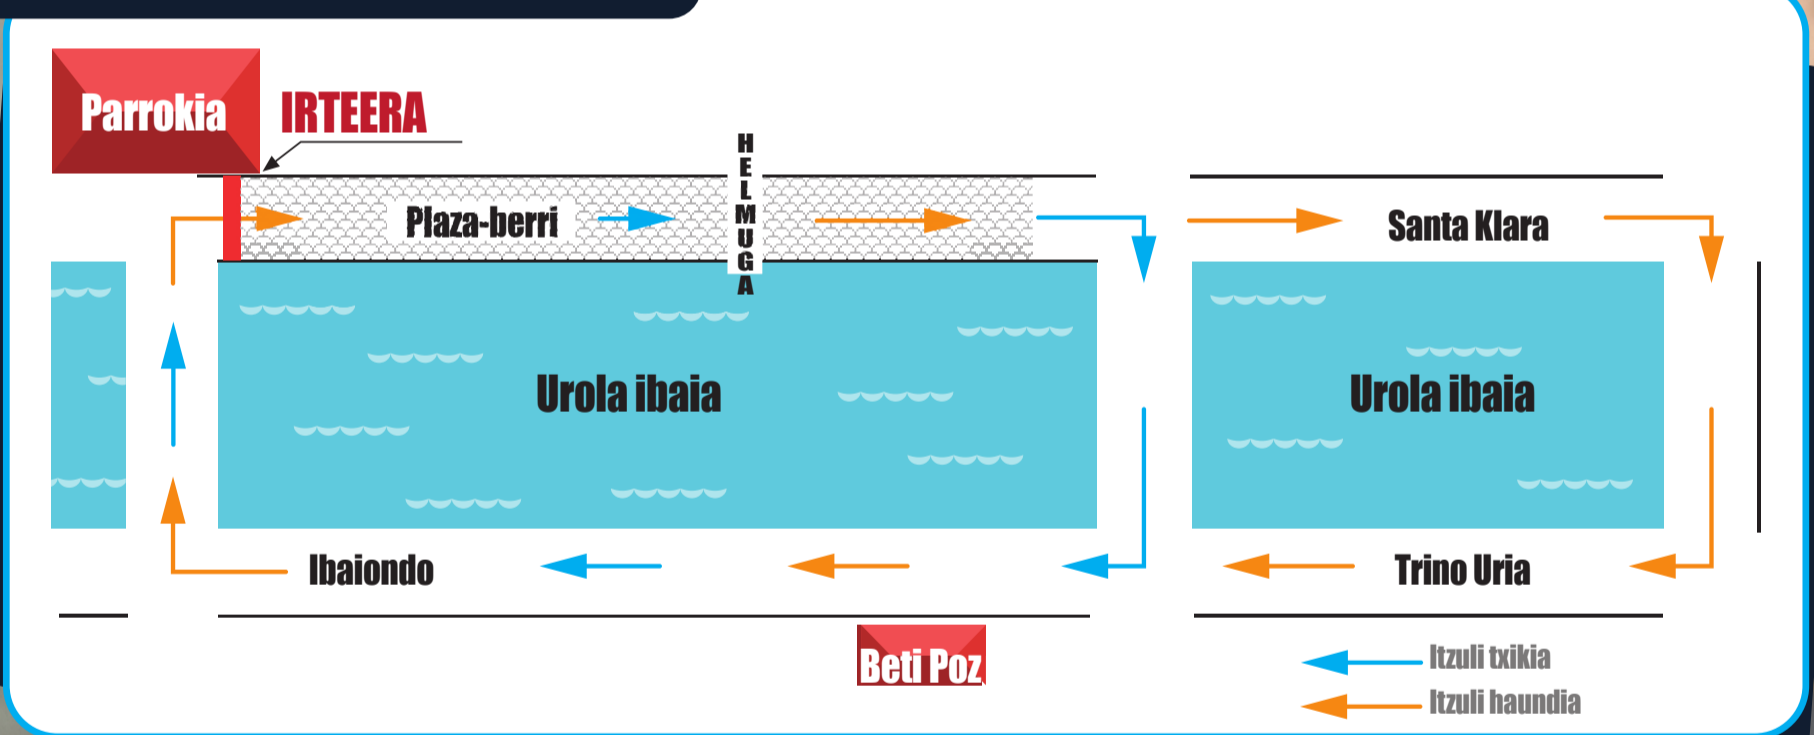 Parrokia
IRTEERA
HELMUGA
Plaza-berri
Santa Klara
Urola ibaia
Urola ibaia
Ibaiondo
Trino Uria
Beti Poz
Itzuli txikia
Itzuli haundia